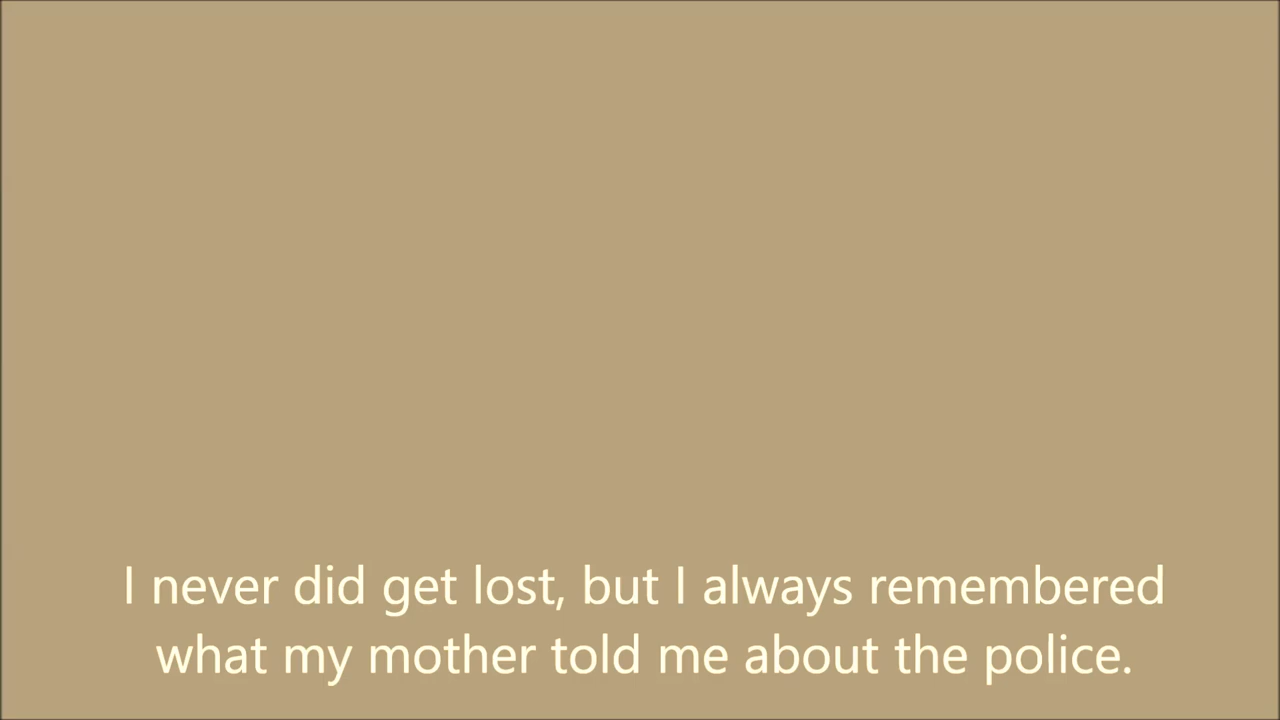 I never did get lost, but I always remembered
what my mother told me about the police.